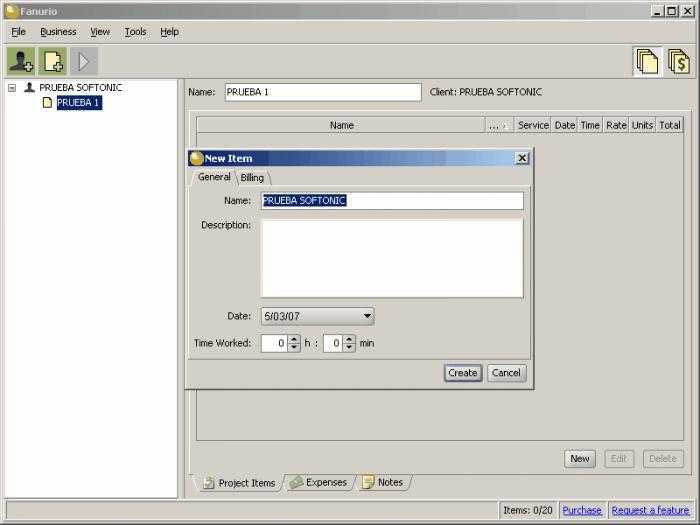 Fanurio
File Business View Tools Help
PRUEBA SOFTONIC
PRUEBA 1
Name: PRUEBA 1 Client: PRUEBA SOFTONIC
Name ... Service Date Time Rate Units Total
New Item
General Billing
Name: PRUEBA SOFTONIC
Description:
Date: 5/03/07
Time Worked: 0 h : 0 min
Create Cancel
New Edit Delete
Project Items Expenses Notes
Items: 0/20 Purchase Request a feature